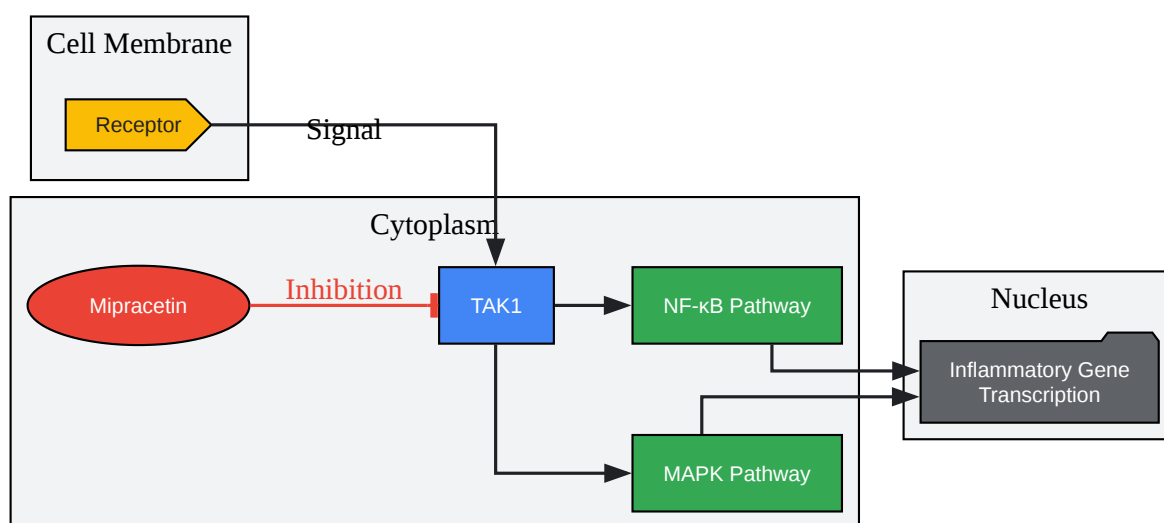 Cell Membrane
Receptor
Signal
Cytoplasm
Mipracetin
Inhibition
TAK1
NF-κB Pathway
MAPK Pathway
Nucleus
Inflammatory Gene
Transcription